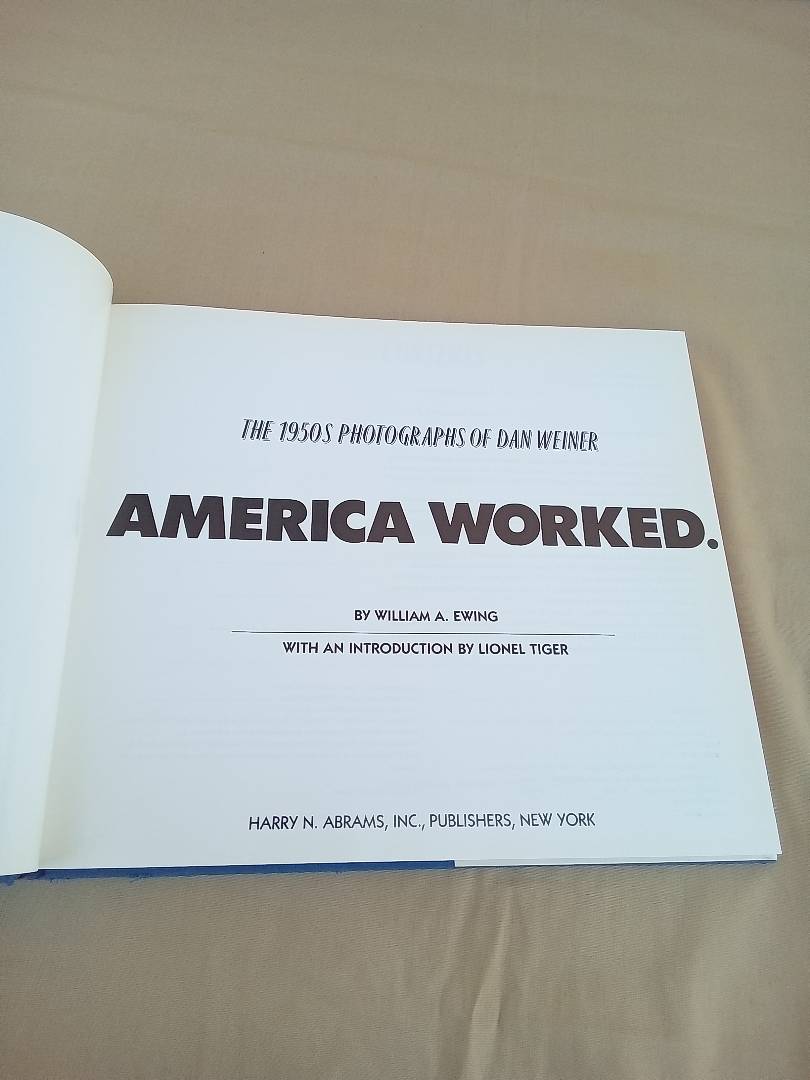 THE 1950S PHOTOGRAPHS OF DAN WEINER
AMERICA WORKED.
BY WILLIAM A. EWING
WITH AN INTRODUCTION BY LIONEL TIGER
HARRY N. ABRAMS, INC., PUBLISHERS, NEW YORK